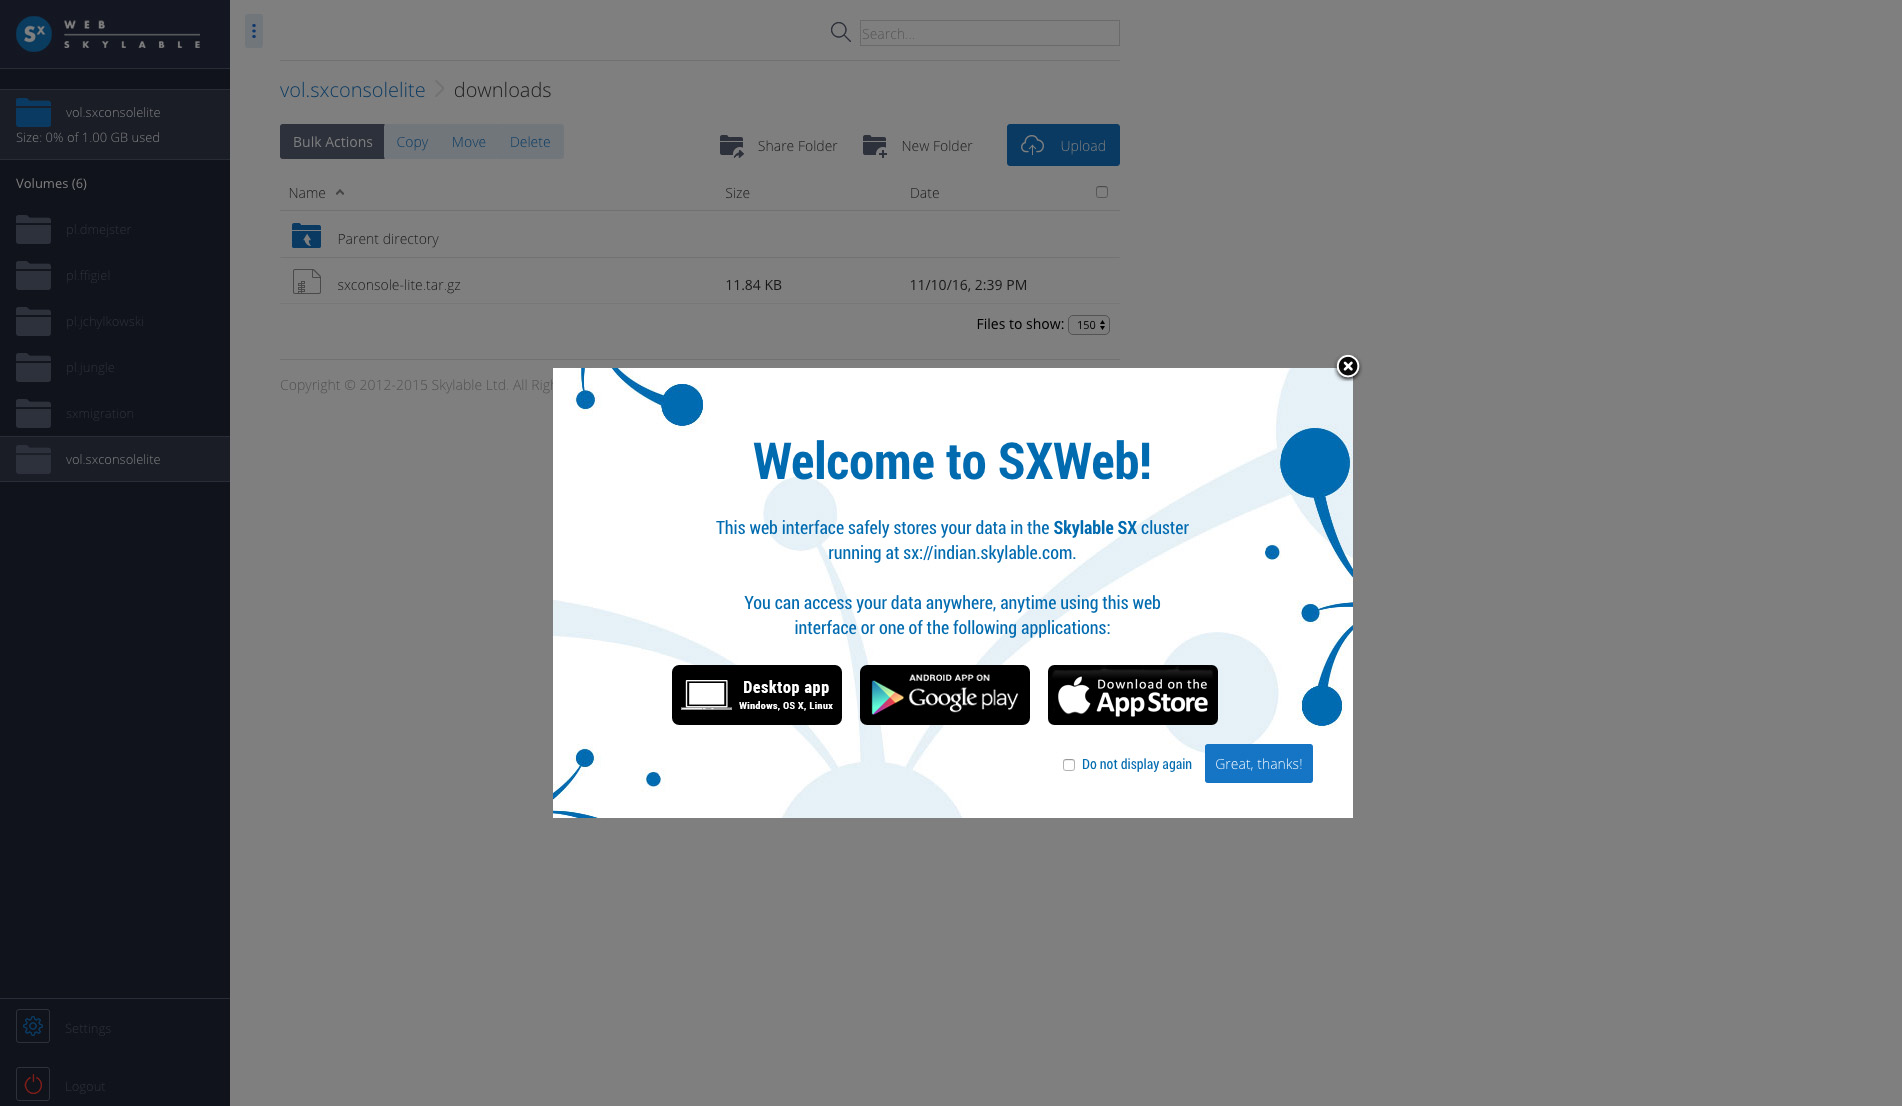 Sx WEB
SKYLABLE
Search...
vol.sxconsolelite
Size: 0% of 1.00 GB used
Volumes (6)
pl.dmejster
pl.ffigiel
pl.jchylkowski
pl.jungle
sxmigration
vol.sxconsolelite
Settings
Logout
vol.sxconsolelite downloads
Bulk Actions Copy Move Delete
Share Folder New Folder Upload
Name Size Date
Parent directory
sxconsole-lite.tar.gz 11.84 KB 11/10/16, 2:39 PM
Files to show: 150
Copyright © 2012-2015 Skylable Ltd. All
Welcome to SXWeb!
This web interface safely stores your data in the Skylable SX cluster
running at sx://indian.skylable.com.
You can access your data anywhere, anytime using this web
interface or one of the following applications:
Desktop app
Windows, OS X, Linux
ANDROID APP ON
Google play
Download on the
App Store
Do not display again Great, thanks!